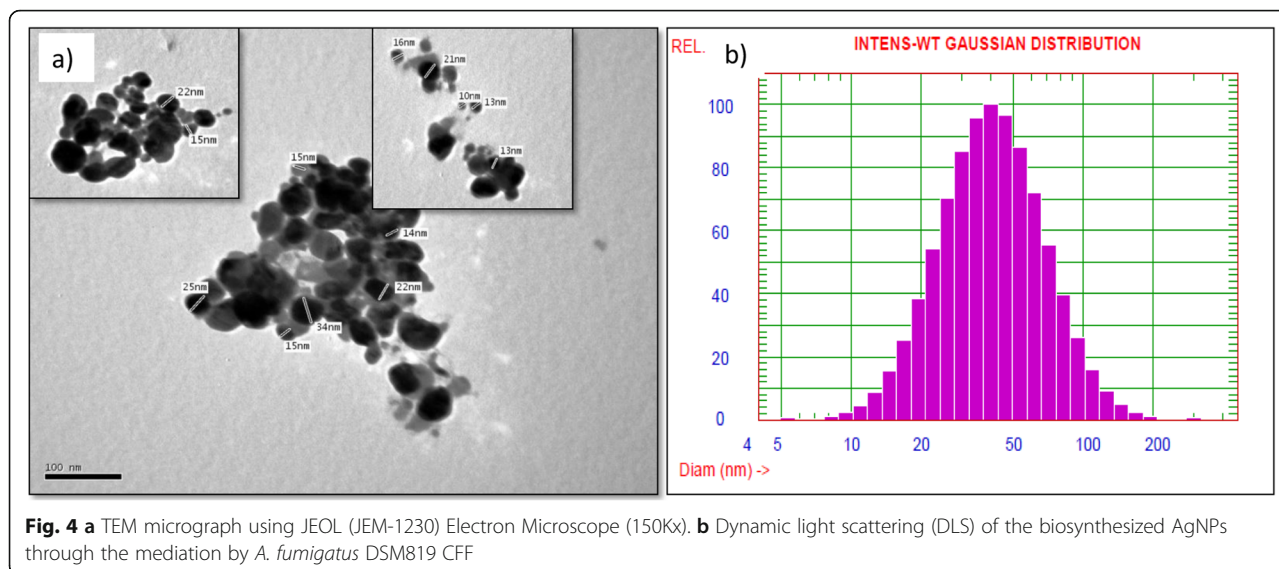 a)
22nm
15nm
16nm
21nm
10nm
13nm
13nm
15nm
14nm
25nm
22nm
34nm
15nm
100 nm
b)
REL.
INTENS-WT GAUSSIAN DISTRIBUTION
100
80
60
40
20
0
4 5 10 20 50 100 200
Diam (nm) ->
Fig. 4 a TEM micrograph using JEOL (JEM-1230) Electron Microscope (150Kx). b Dynamic light scattering (DLS) of the biosynthesized AgNPs
through the mediation by A. fumigatus DSM819 CFF